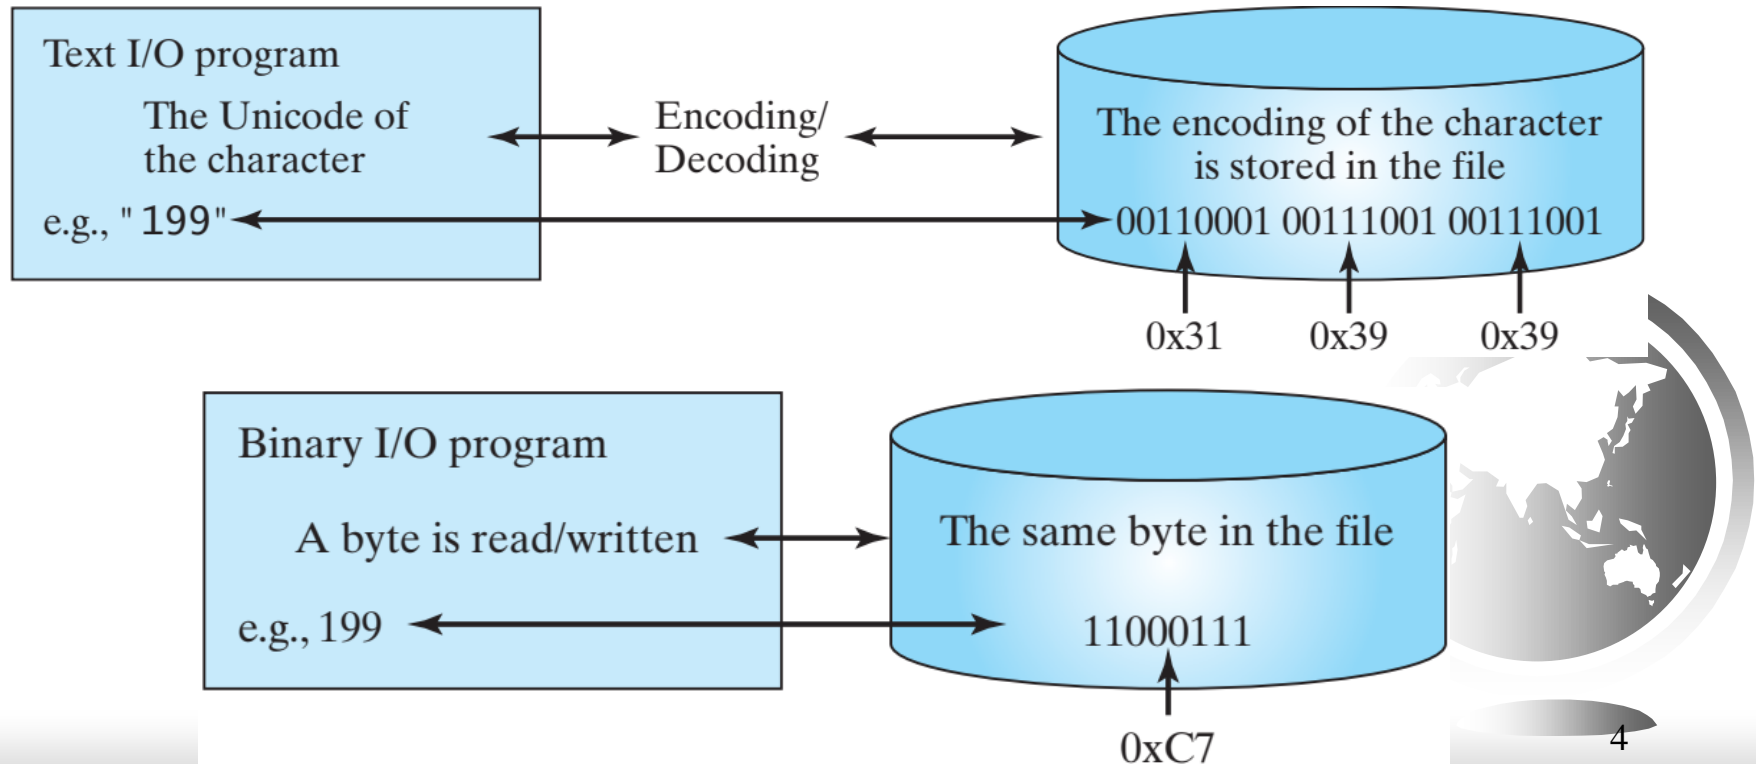 Text I/O program
The Unicode of
the character
Encoding/
Decoding
The encoding of the character
is stored in the file
e.g., "199"
00110001 00111001 00111001
0x31 0x39 0x39
Binary I/O program
A byte is read/written
The same byte in the file
e.g., 199
11000111
0xC7
4